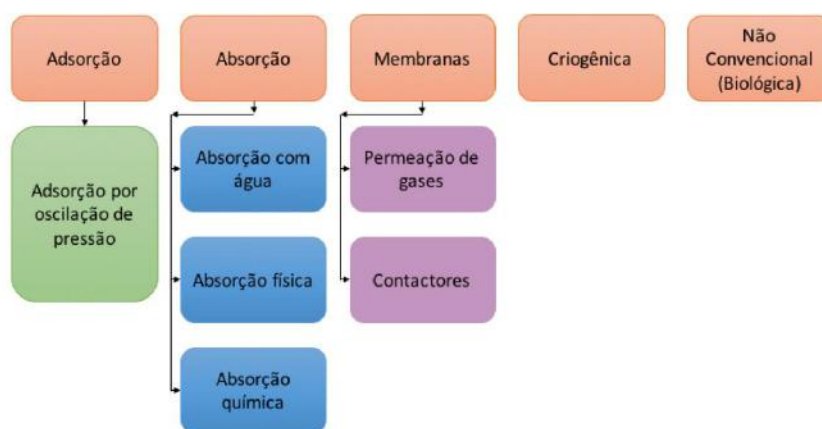 Adsorção
Absorção
Membranas
Criogênica
Não
Convencional
(Biológica)
Adsorção por
oscilação de
pressão
Absorção com
água
Absorção física
Absorção
química
Permeação de
gases
Contactores